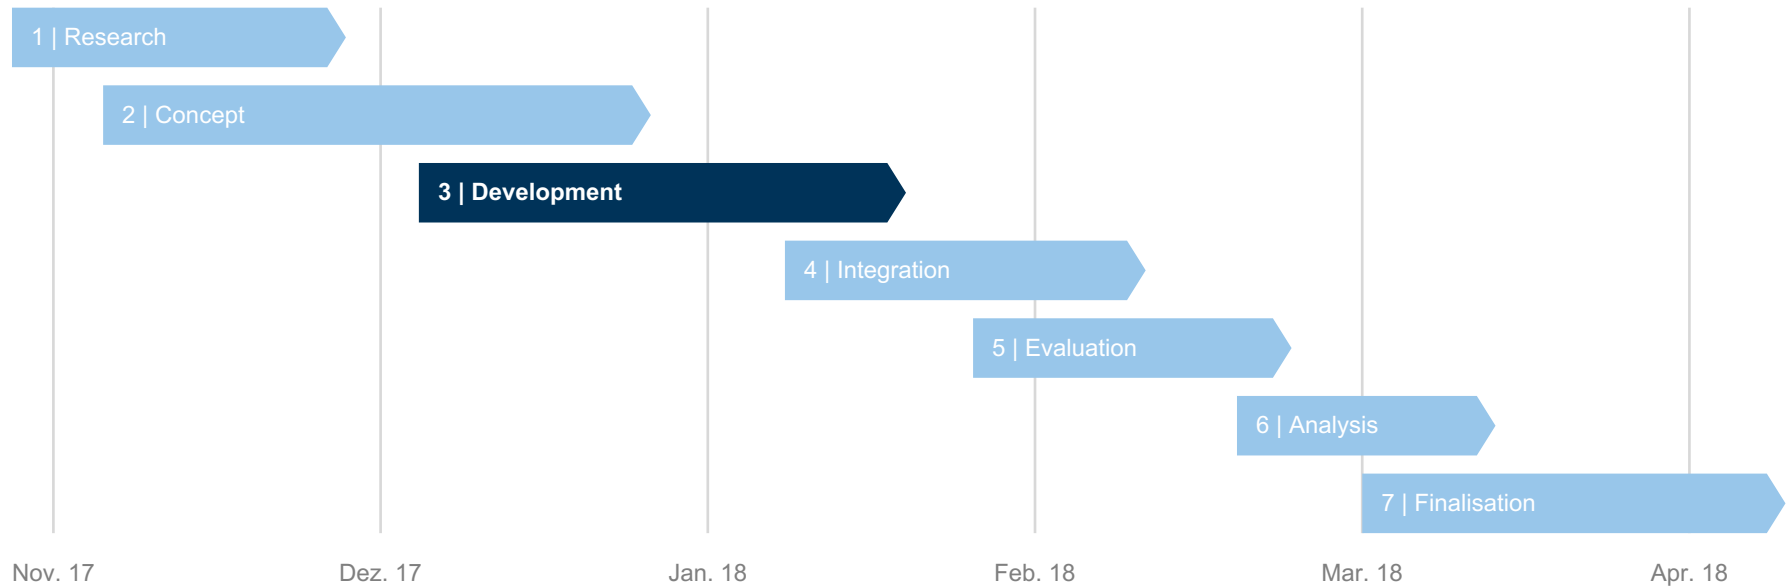 1 | Research
2 | Concept
3 | Development
4 | Integration
5 | Evaluation
6 | Analysis
7 | Finalisation
Nov. 17 Dez. 17 Jan. 18 Feb. 18 Mar. 18 Apr. 18